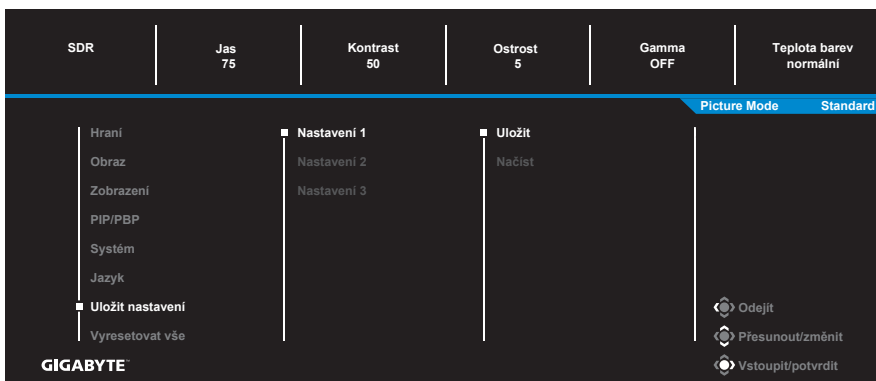 SDR
Jas
75
Kontrast
50
Ostrost
5
Gamma
OFF
Teplota barev
normální
Picture Mode Standard
Hraní
Obraz
Zobrazení
PIP/PBP
Systém
Jazyk
Uložit nastavení
Vyresetovat vše
Nastavení 1
Nastavení 2
Nastavení 3
Uložit
Načíst
Odejít
Přesunout/změnit
Vstoupit/potvrdit
GIGABYTE™